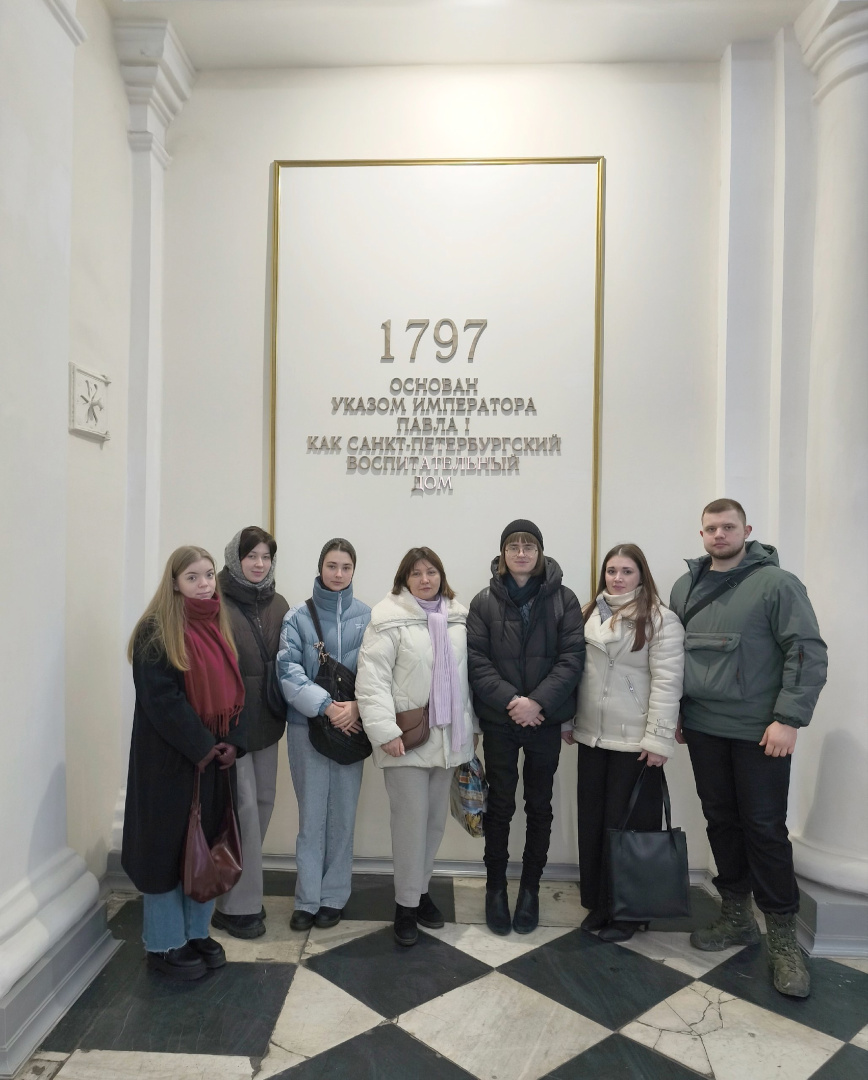 1797
ОСНОВАН
УКАЗОМ ИМПЕРАТОРА
ПАВЛА I
КАК САНКТ-ПЕТЕРБУРГСКИЙ
ВОСПИТАТЕЛЬНЫЙ
ДОМ